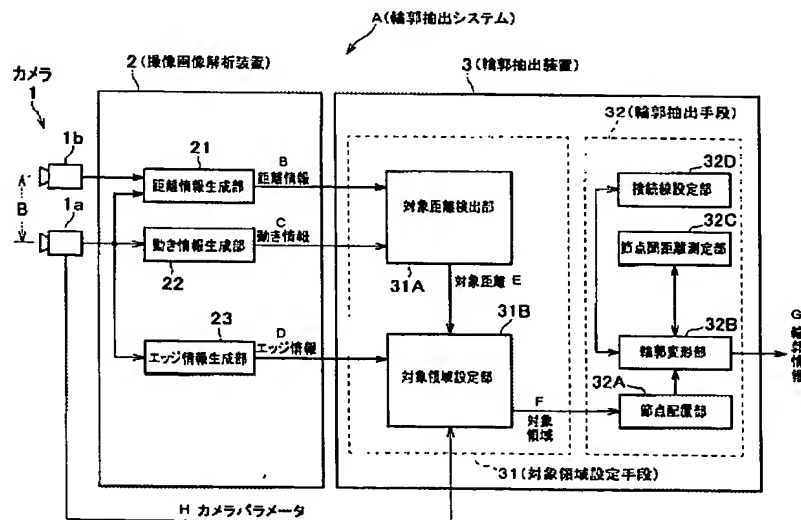 A(輪郭抽出システム)
カメラ
1
2(撮像画像解析装置)
3(輪郭抽出装置)
32(輪郭抽出手段)
1b
21
距離情報生成部
B
距離情報
対象距離検出部
32D
接続線設定部
B
1a
動き情報生成部
22
C
動き情報
31A
32C
節点間距離測定部
対象距離 E
31B
23
エッジ情報生成部
D
エッジ情報
対象領域設定部
32B
輪郭変形部
G
輪郭情報
32A
節点配置部
F
対象
領域
31(対象領域設定手段)
H カメラパラメータ